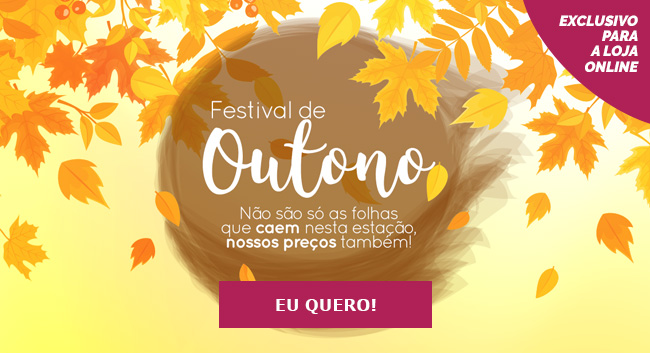 EXCLUSIVO
PARA
A LOJA
ONLINE
Festival de
Outono
Não são só as folhas
que caem nesta estação,
nossos preços também!
EU QUERO!